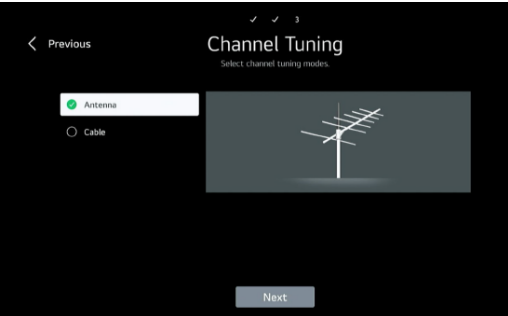 3
Previous
Channel Tuning
Select channel tuning modes.
Antenna
Cable
Next